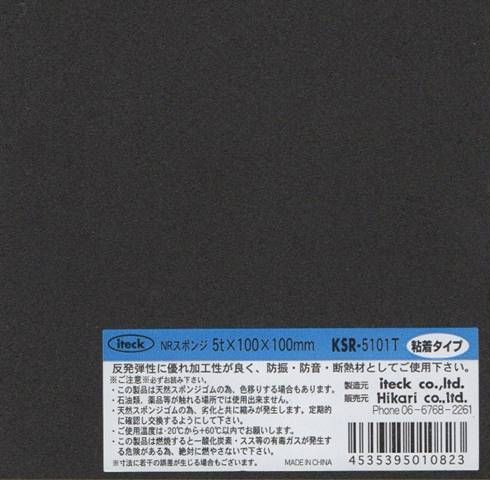 iteck NRスポンジ 5t×100×100mm KSR-5101T 粘着タイプ
反発弾性に優れ加工性が良く、防振・防音・断熱材としてご使用下さい。
※ご注意※必ずお読み下さい。
・この製品は天然スポンジゴムの為、色移りする場合もあります。
・石油類、薬品等が触れる場所では使用出来ません。
・天然スポンジゴムの為、劣化と共に縮みが発生します。定期的
に確認し交換するようにして下さい。
・ご使用温度は-20℃から+60℃以内でお願いします。
・この製品は燃焼すると一酸化炭素・スス等の有毒ガスが発生す
る危険がある為、絶対に燃やさないで下さい。
※寸法に若干の誤差が生じる場合もございます。
MADE IN CHINA
製造元 iteck co.,ltd.
販売元 Hikari co.,ltd.
Phone 06-6768-2261
4535395010823